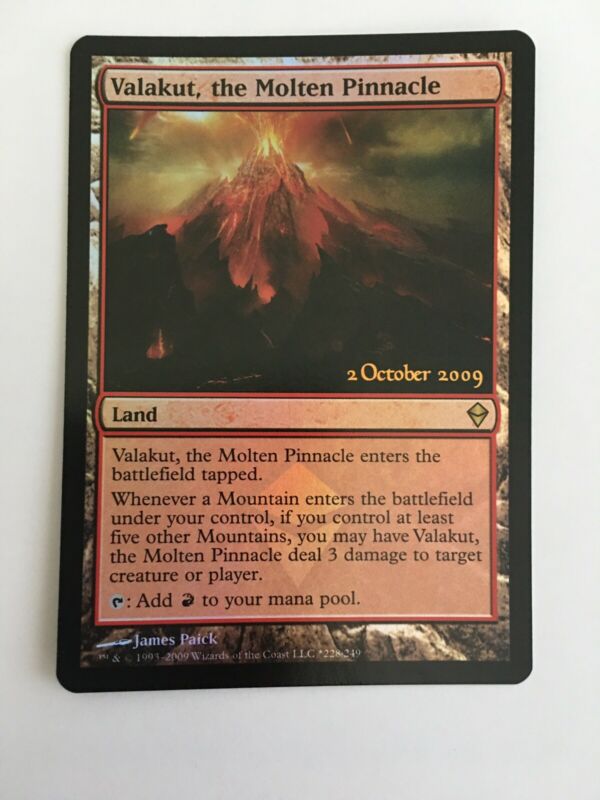 Valakut, the Molten Pinnacle
2 October 2009
Land
Valakut, the Molten Pinnacle enters the
battlefield tapped.
Whenever a Mountain enters the battlefield
under your control, if you control at least
five other Mountains, you may have Valakut,
the Molten Pinnacle deal 3 damage to target
creature or player.
: Add to your mana pool.
James Paick
™ & © 1993–2009 Wizards of the Coast LLC *228/249